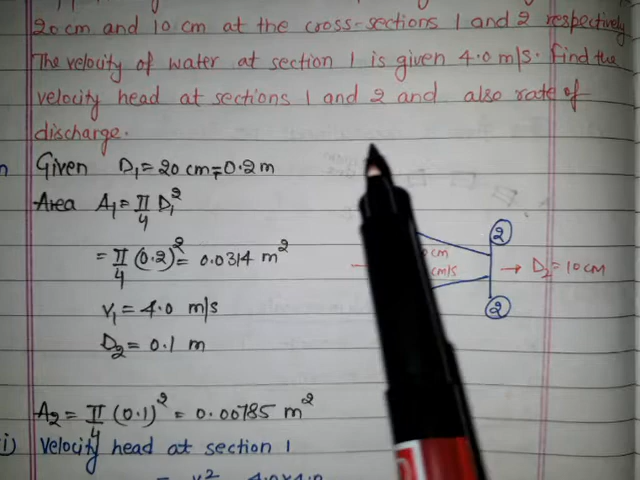 20 cm and 10 cm at the cross-sections 1 and 2 respectively
The velocity of water at section 1 is given 4.0 m/s. Find the
velocity head at sections 1 and 2 and also rate of
discharge.
Given D₁ = 20 cm = 0.2 m
Area A₁ = π/4 D₁²
= π/4 (0.2)² = 0.0314 m²
V₁ = 4.0 m/s
D₂ = 0.1 m
A₂ = π/4 (0.1)² = 0.00785 m²
i) Velocity head at section 1
2
cm
cm/s
→ D₂ = 10 cm
2